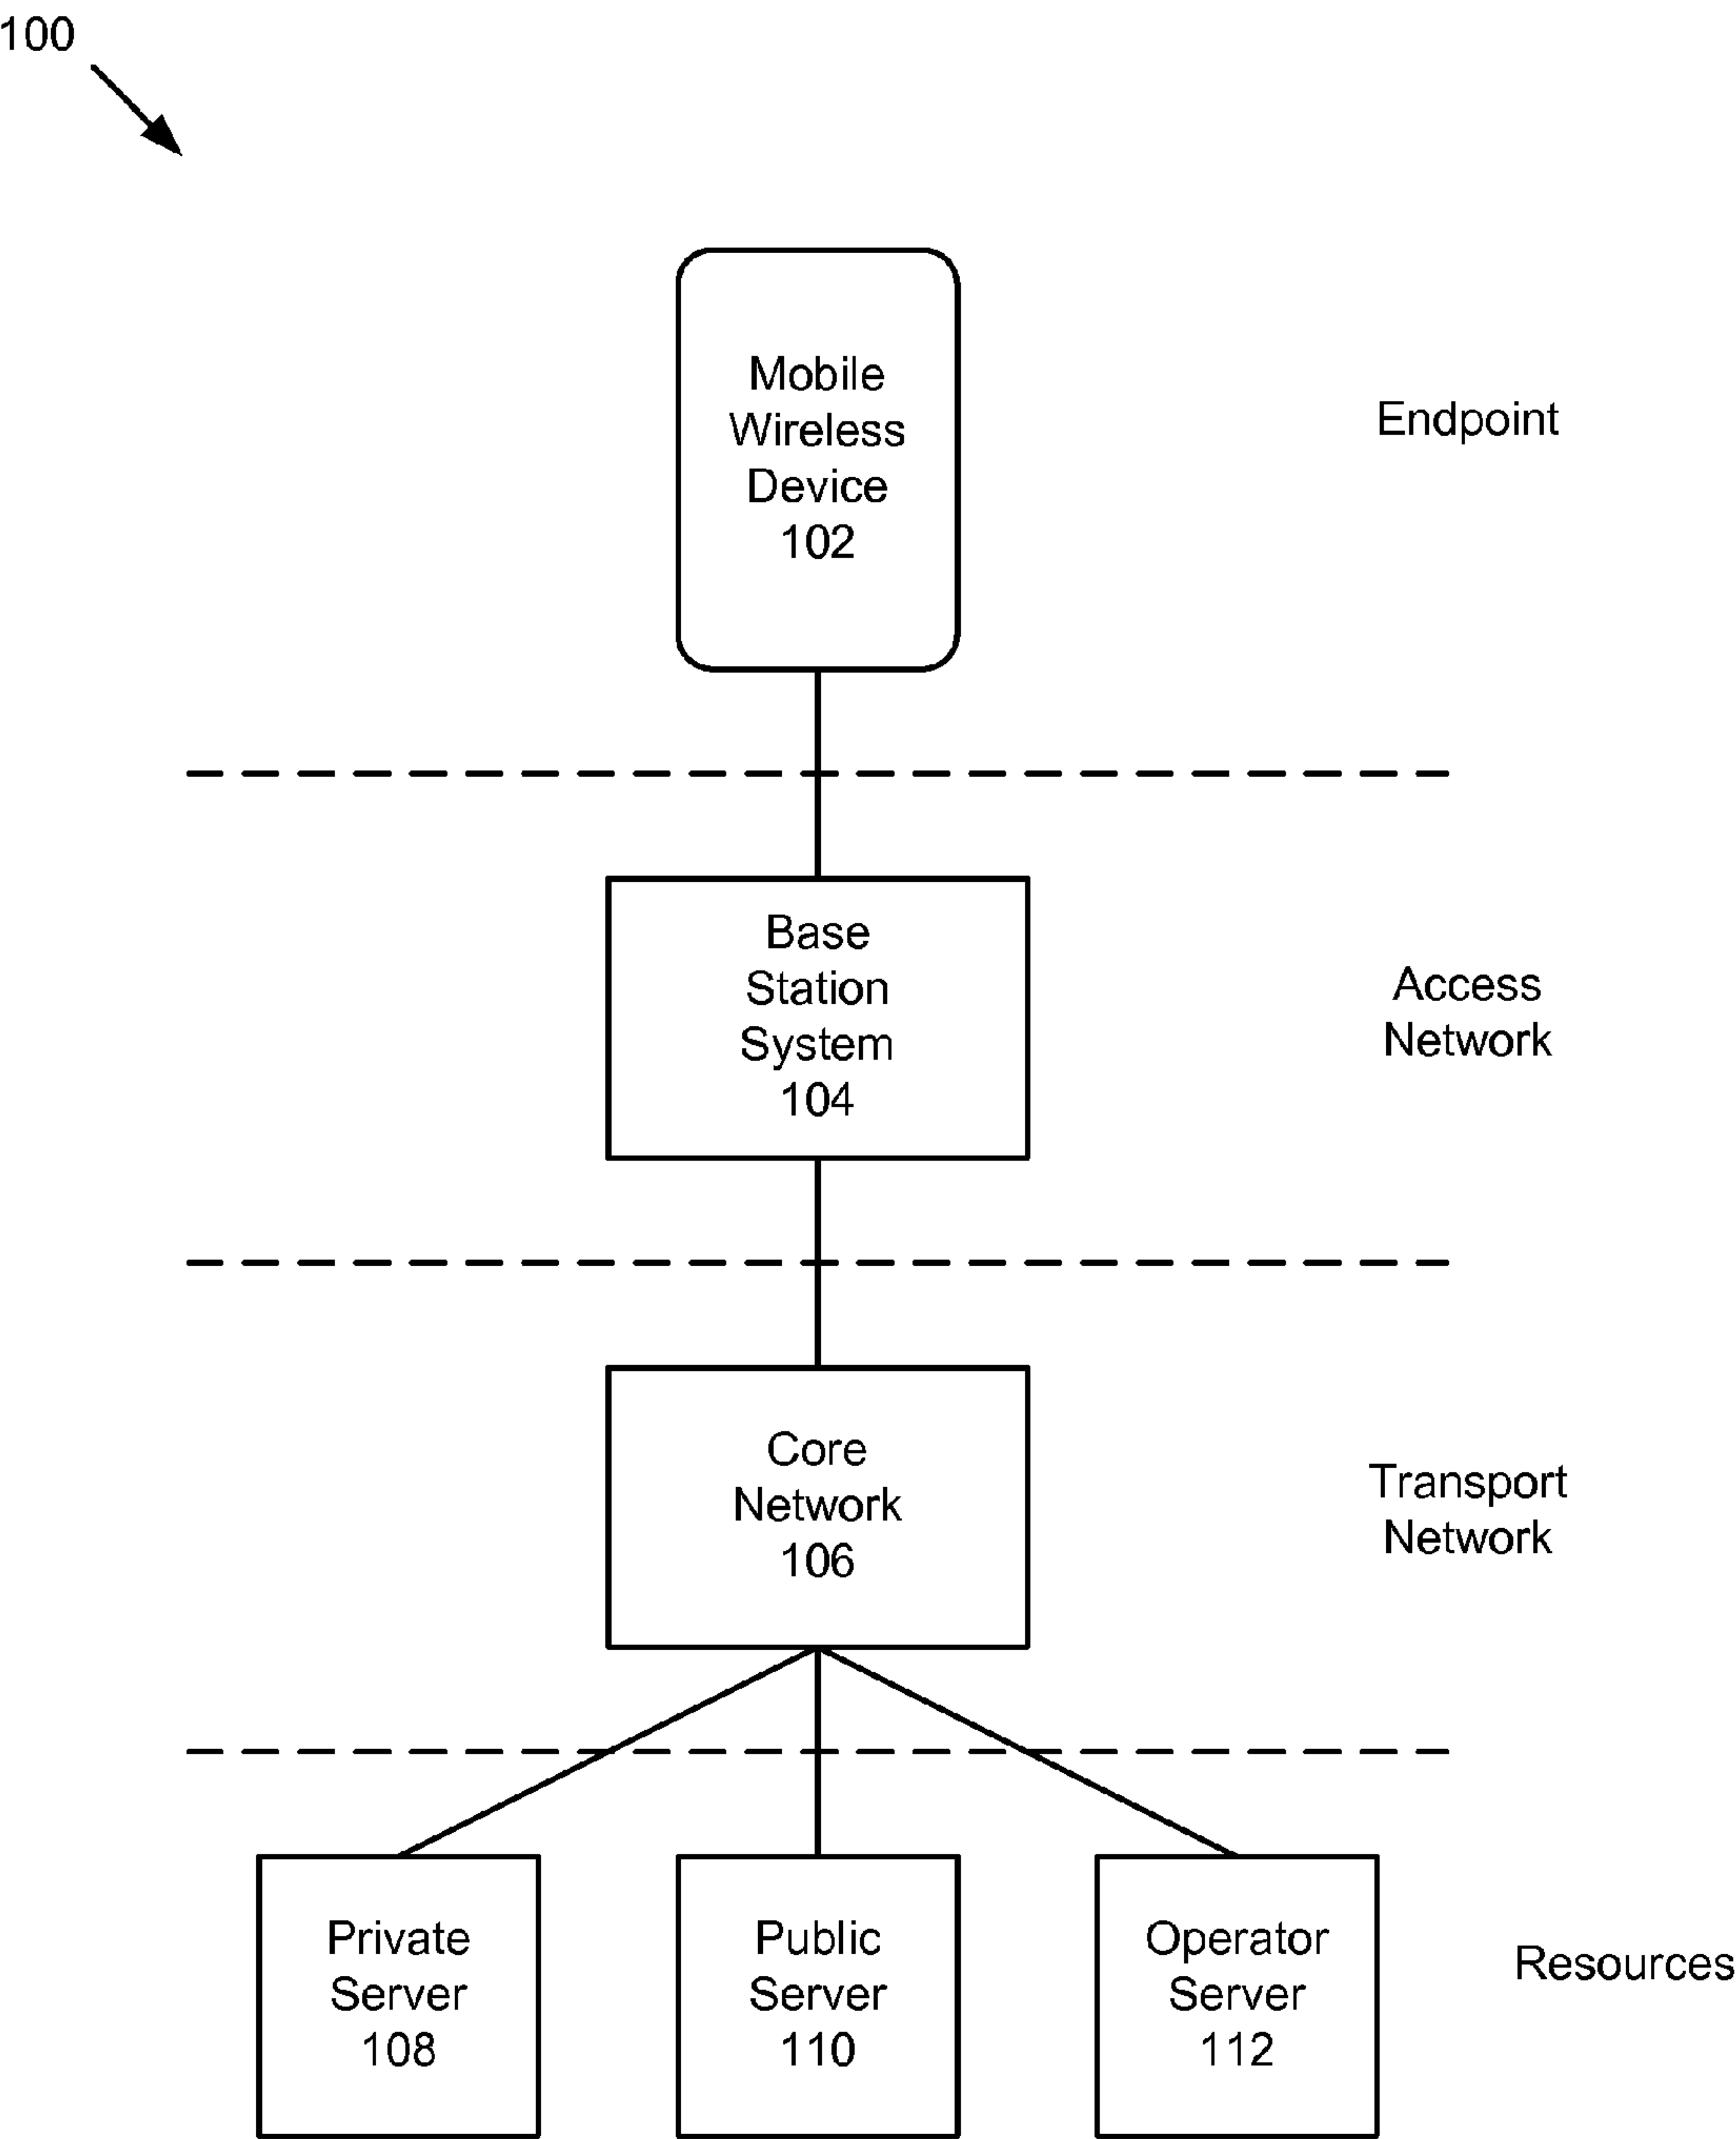 100
Mobile
Wireless
Device
102
Endpoint
Base
Station
System
104
Access
Network
Core
Network
106
Transport
Network
Private
Server
108
Public
Server
110
Operator
Server
112
Resources